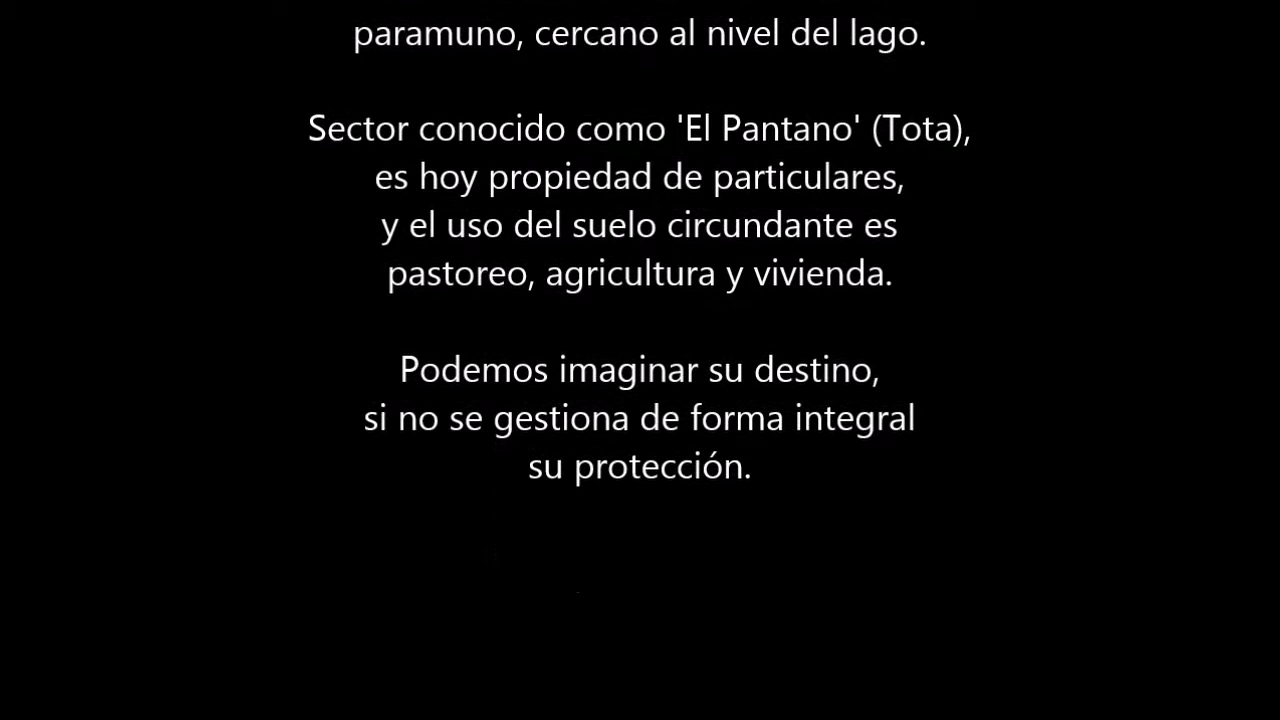 paramuno, cercano al nivel del lago.
Sector conocido como 'El Pantano' (Tota),
es hoy propiedad de particulares,
y el uso del suelo circundante es
pastoreo, agricultura y vivienda.
Podemos imaginar su destino,
si no se gestiona de forma integral
su protección.